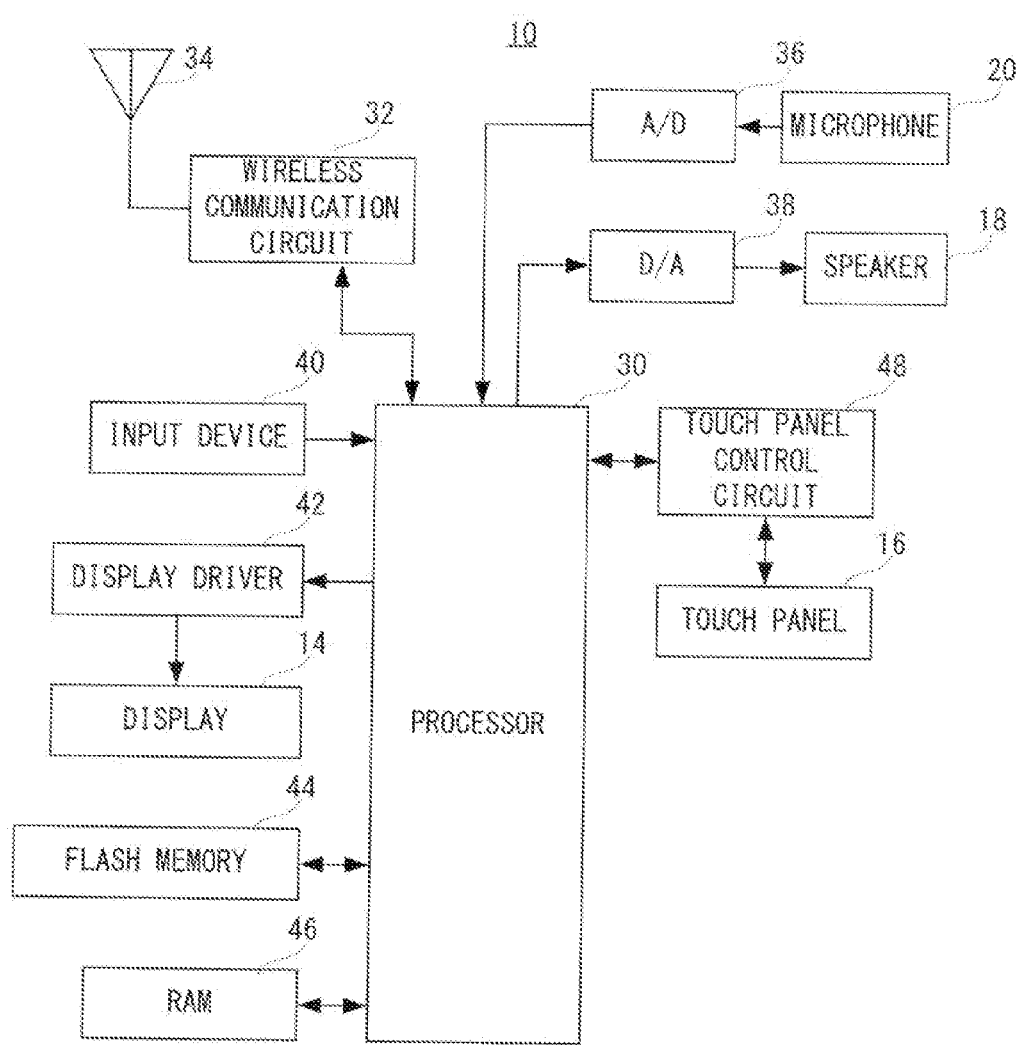 10
34
36
20
A/D
MICROPHONE
32
WIRELESS
COMMUNICATION
CIRCUIT
38
18
D/A
SPEAKER
40
30
48
INPUT DEVICE
TOUCH PANEL
CONTROL
CIRCUIT
42
16
DISPLAY DRIVER
TOUCH PANEL
14
DISPLAY
PROCESSOR
44
FLASH MEMORY
46
RAM